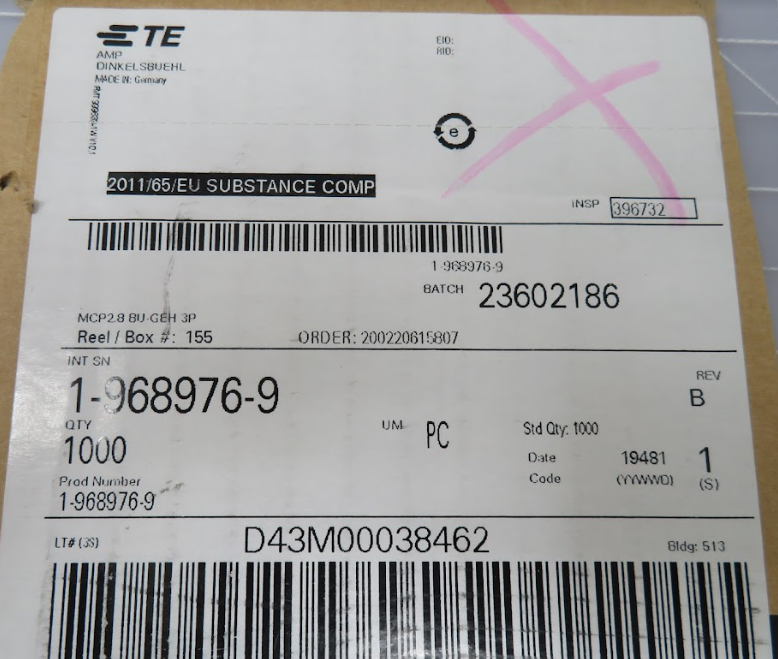 TE
AMP
DINKELSBUEHL
MADE IN: Germany
EID:
RID:
e
2011/65/EU SUBSTANCE COMP
INSP 396732
1-968976-9
BATCH 23602186
MCP2.8 BU-GEH 3P
Reel / Box #: 155 ORDER: 200220615807
INT SN
1-968976-9
REV
B
QTY
1000
UM PC
Std Qty: 1000
Date Code 19481 (YYWWD)
1 (S)
Prod Number
1-968976-9
LT# (3S) D43M00038462 Bldg: 513